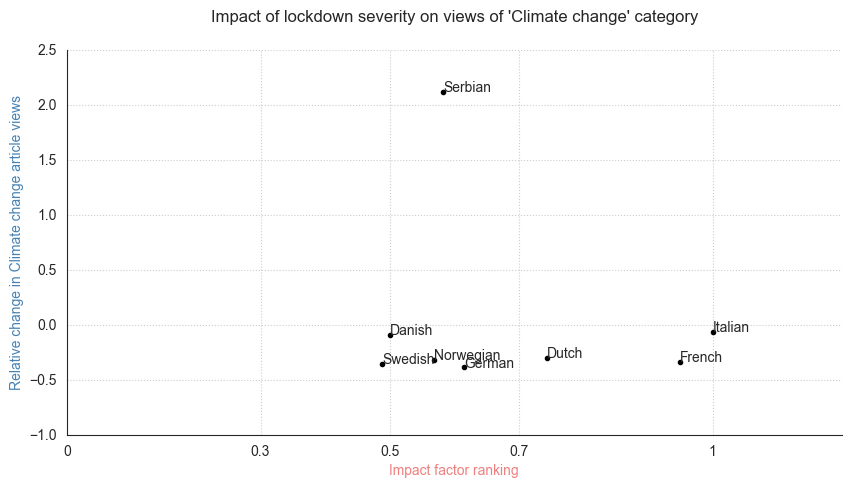 Impact of lockdown severity on views of 'Climate change' category
Relative change in Climate change article views
2.5
2.0
1.5
1.0
0.5
0.0
−0.5
−1.0
Serbian
Danish
Italian
Swedish
Norwegian
German
Dutch
French
0
0.3
0.5
0.7
1
Impact factor ranking